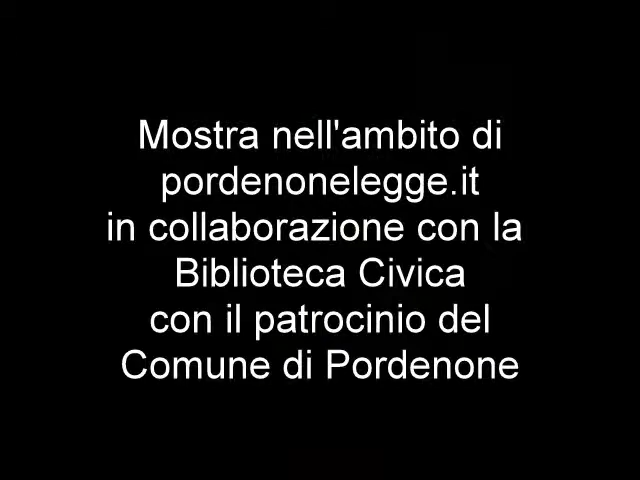 Mostra nell'ambito di
pordenonelegge.it
in collaborazione con la
Biblioteca Civica
con il patrocinio del
Comune di Pordenone